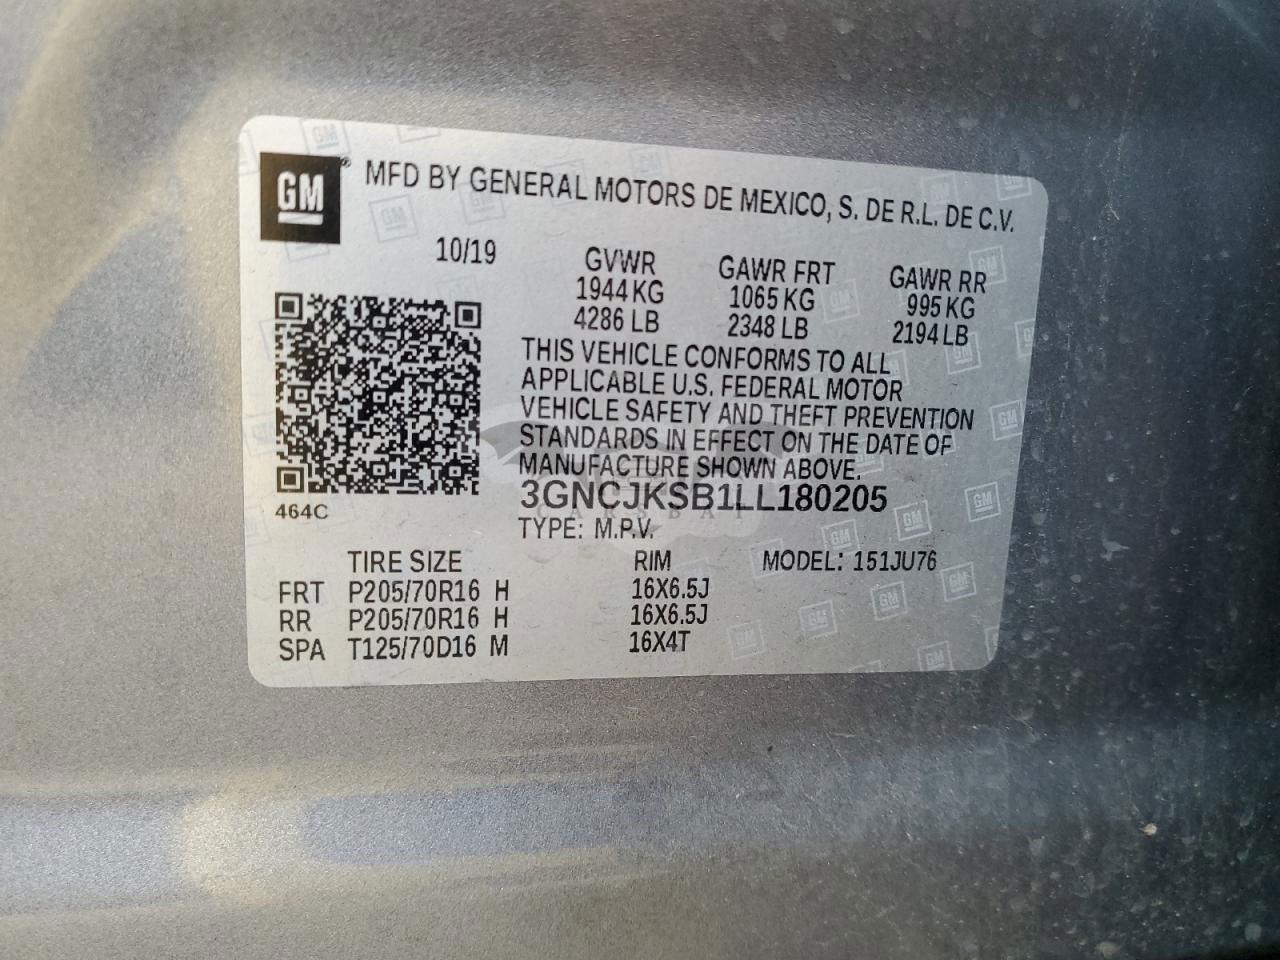 GM® MFD BY GENERAL MOTORS DE MEXICO, S. DE R.L. DE C.V.
10/19 GVWR GAWR FRT GAWR RR
1944 KG 1065 KG 995 KG
4286 LB 2348 LB 2194 LB
THIS VEHICLE CONFORMS TO ALL
APPLICABLE U.S. FEDERAL MOTOR
VEHICLE SAFETY AND THEFT PREVENTION
STANDARDS IN EFFECT ON THE DATE OF
MANUFACTURE SHOWN ABOVE.
3GNCJKSB1LL180205
464C
TYPE: M.P.V.
TIRE SIZE RIM MODEL: 151JU76
FRT P205/70R16 H 16X6.5J
RR P205/70R16 H 16X6.5J
SPA T125/70D16 M 16X4T